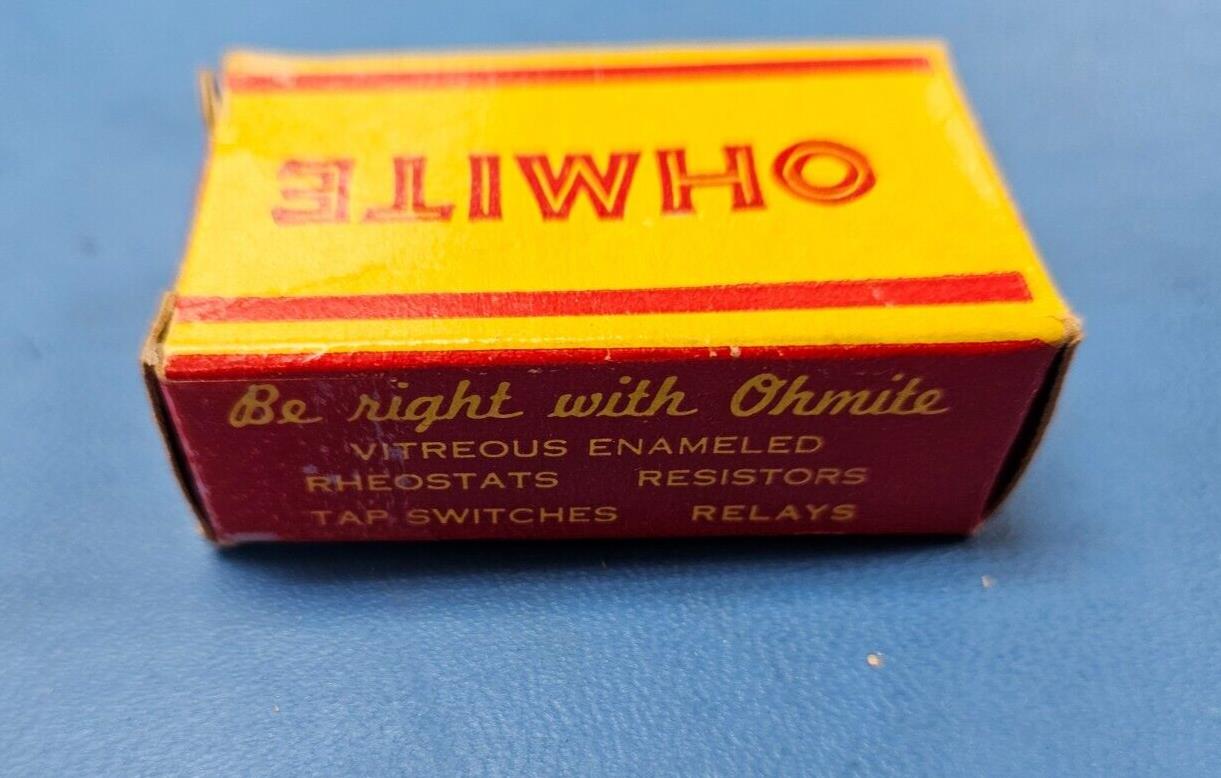 OHMITE
Be right with Ohmite
VITREOUS ENAMELED
RHEOSTATS RESISTORS
TAP SWITCHES RELAYS